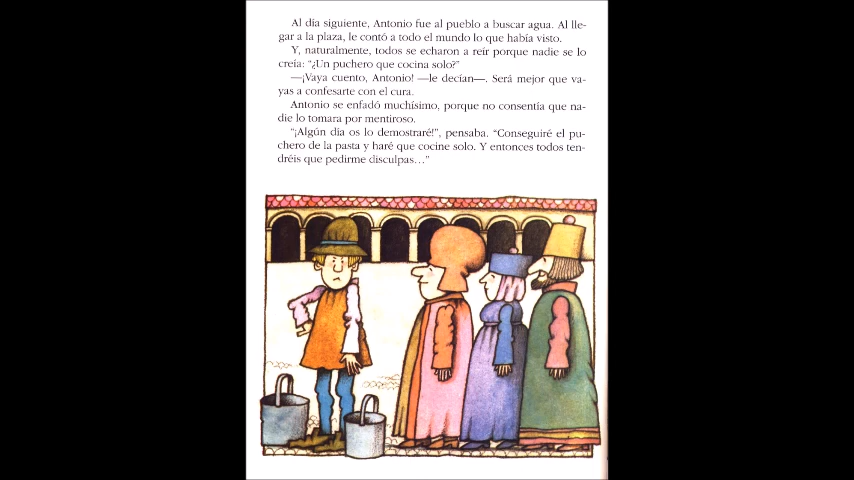 Al día siguiente, Antonio fue al pueblo a buscar agua. Al lle-
gar a la plaza, le contó a todo el mundo lo que había visto.
Y, naturalmente, todos se echaron a reír porque nadie se lo
creía: “¿Un puchero que cocina solo?”
—¡Vaya cuento, Antonio! —le decían—. Será mejor que va-
yas a confesarte con el cura.
Antonio se enfadó muchísimo, porque no consentía que na-
die lo tomara por mentiroso.
“¡Algún día os lo demostraré!”, pensaba. “Conseguiré el pu-
chero de la pasta y haré que cocine solo. Y entonces todos ten-
dréis que pedirme disculpas…”